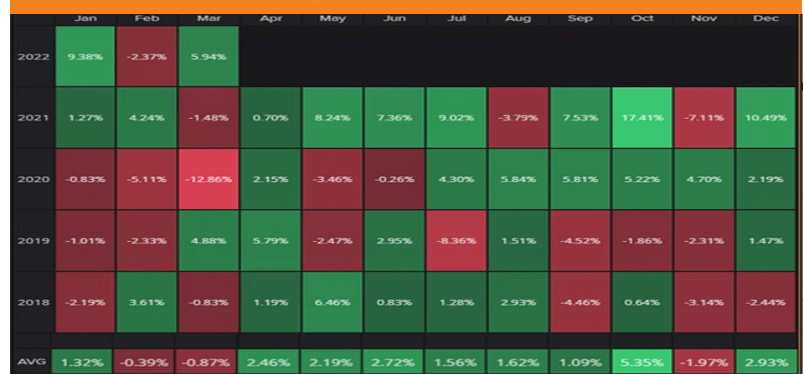 Jan Feb Mar Apr May Jun Jul Aug Sep Oct Nov Dec
2022 9.38% -2.37% 5.94%
2021 1.27% 4.24% -1.48% 0.70% 8.24% 7.36% 9.02% -3.79% 7.53% 17.41% -7.11% 10.49%
2020 -0.83% -5.11% -12.86% 2.15% -3.46% -0.26% 4.30% 5.84% 5.81% 5.22% 4.70% 2.19%
2019 -1.01% -2.33% 4.88% 5.79% -2.47% 2.95% -8.36% 1.51% -4.52% -1.86% -2.31% 1.47%
2018 -2.19% 3.61% -0.83% 1.19% 6.46% 0.83% 1.28% 2.93% -4.46% 0.64% -3.14% -2.44%
AVG 1.32% -0.39% -0.87% 2.46% 2.19% 2.72% 1.56% 1.62% 1.09% 5.35% -1.97% 2.93%